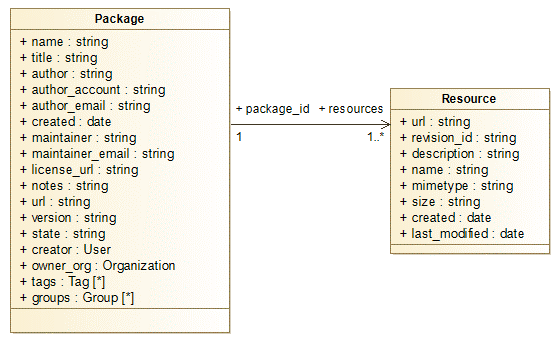 Package
+ name : string
+ title : string
+ author : string
+ author_account : string
+ author_email : string
+ created : date
+ maintainer : string
+ maintainer_email : string
+ license_url : string
+ notes : string
+ url : string
+ version : string
+ state : string
+ creator : User
+ owner_org : Organization
+ tags : Tag [*]
+ groups : Group [*]
+ package_id + resources
1 1..*
Resource
+ url : string
+ revision_id : string
+ description : string
+ name : string
+ mimetype : string
+ size : string
+ created : date
+ last_modified : date